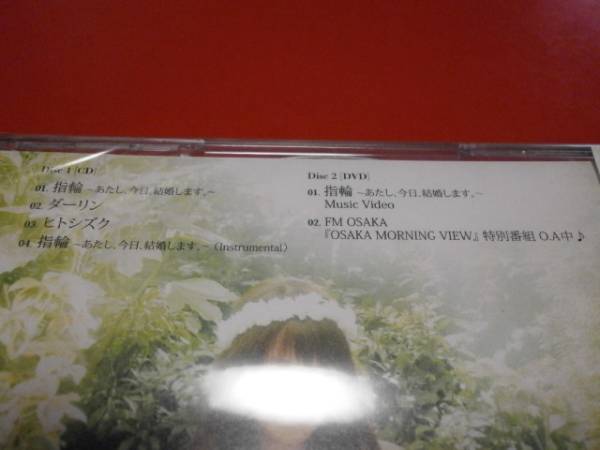 Disc 1 [CD]
01. 指輪 ～あたし、今日、結婚します。～
02. ダーリン
03. ヒトシズク
04. 指輪 ～あたし、今日、結婚します。～ (Instrumental)
Disc 2 [DVD]
01. 指輪 ～あたし、今日、結婚します。～
Music Video
02. FM OSAKA
『OSAKA MORNING VIEW』特別番組 O.A中♪